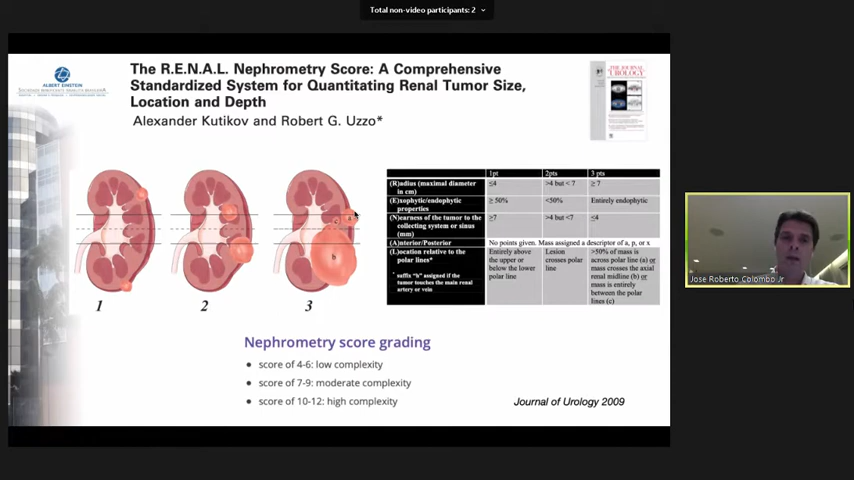 Total non-video participants: 2
ALBERT EINSTEIN
The R.E.N.A.L. Nephrometry Score: A Comprehensive
Standardized System for Quantitating Renal Tumor Size,
Location and Depth
Alexander Kutikov and Robert G. Uzzo*
THE JOURNAL
UROLOGY
1pt 2pts 3 pts
(R)adius (maximal diameter in cm) ≤4 >4 but < 7 ≥ 7
(E)xophytic/endophytic properties ≥ 50% <50% Entirely endophytic
(N)earness of the tumor to the collecting system or sinus (mm) ≥7 >4 but <7 ≤4
(A)nterior/Posterior No points given. Mass assigned a descriptor of a, p, or x
(L)ocation relative to the polar lines* Entirely above the upper or below the lower polar line Lesion crosses polar line >50% of mass is across polar line (a) or mass crosses the axial renal midline (b) or mass is entirely between the polar lines (c)
* suffix "h" assigned if the tumor touches the main renal artery or vein
a
c
b
1
2
3
Nephrometry score grading
• score of 4-6: low complexity
• score of 7-9: moderate complexity
• score of 10-12: high complexity
Journal of Urology 2009
Jose Roberto Colombo Jr